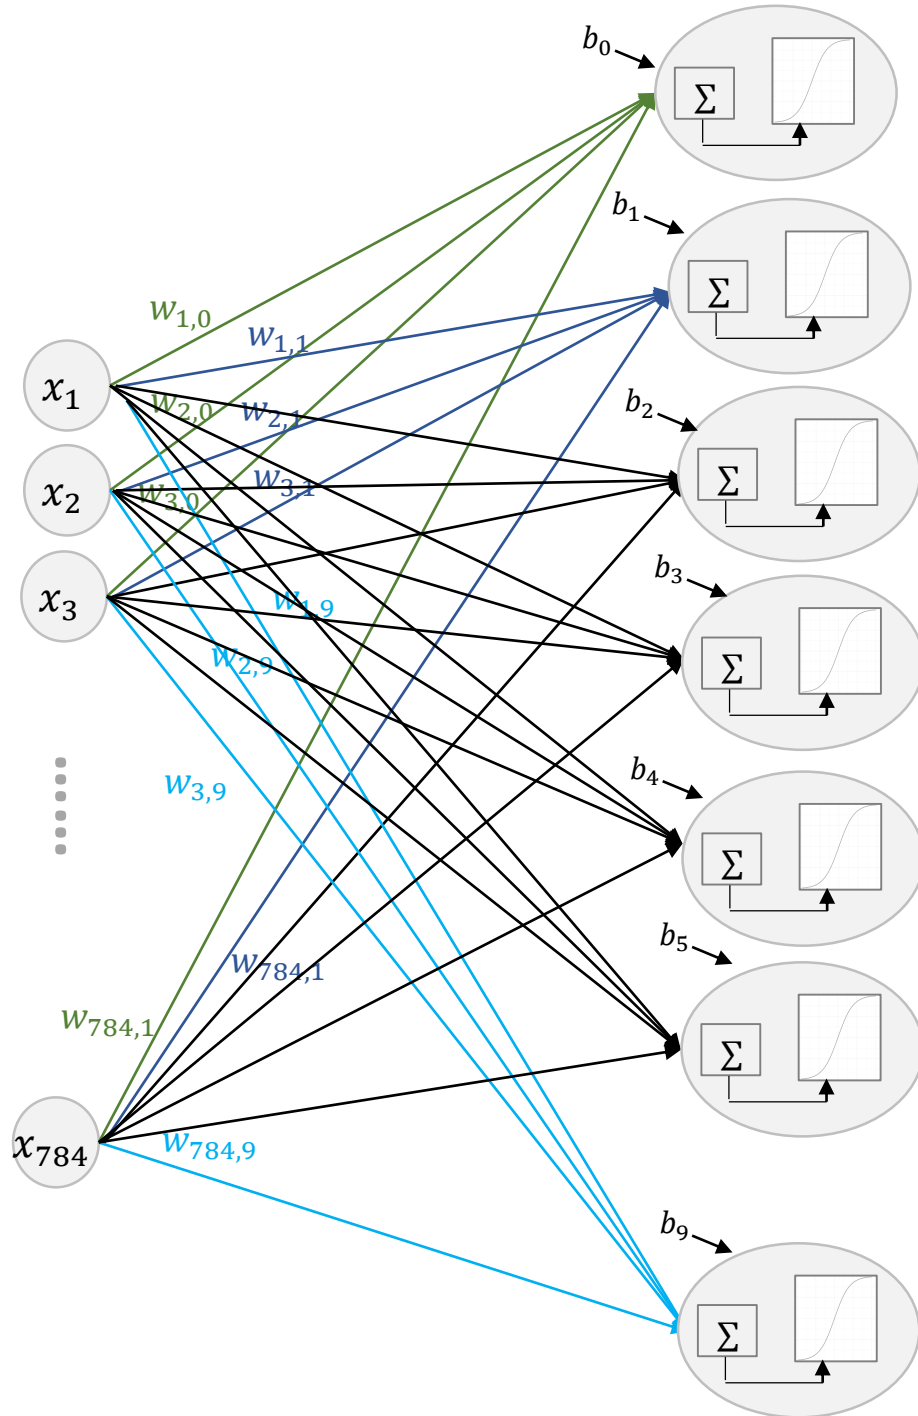 b₀
Σ
b₁
Σ
w₁,₀
w₁,₁
x₁
w₂,₀
w₂,₁
b₂
Σ
x₂
w₃,₀
w₃,₁
x₃
w₁,₉
b₃
Σ
w₂,₉
w₃,₉
b₄
Σ
b₅
w₇₈₄,₁
w₇₈₄,₁
Σ
x₇₈₄
w₇₈₄,₉
b₉
Σ